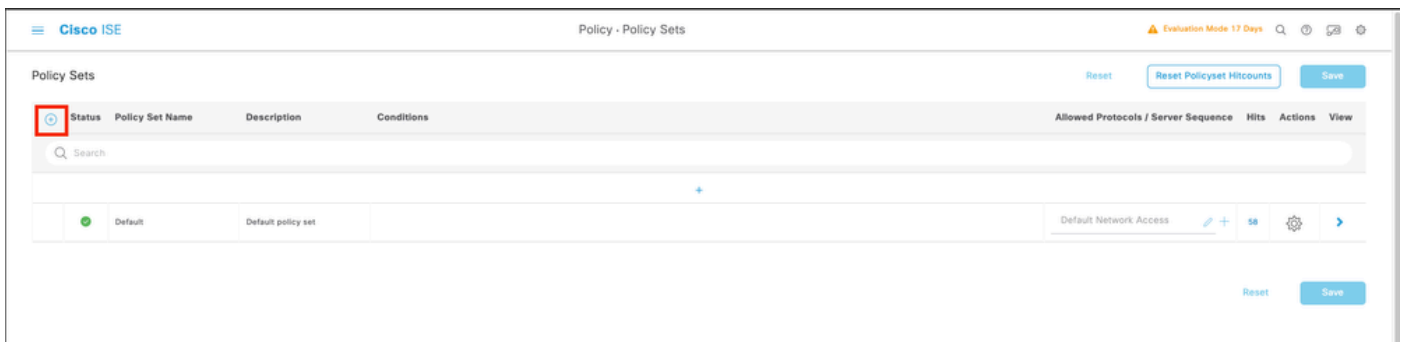 Cisco ISE
Policy · Policy Sets
Evaluation Mode 17 Days
Policy Sets
Reset
Reset Policyset Hitcounts
Save
Status Policy Set Name Description Conditions Allowed Protocols / Server Sequence Hits Actions View
Search
+
Default Default policy set Default Network Access + 58
Reset
Save